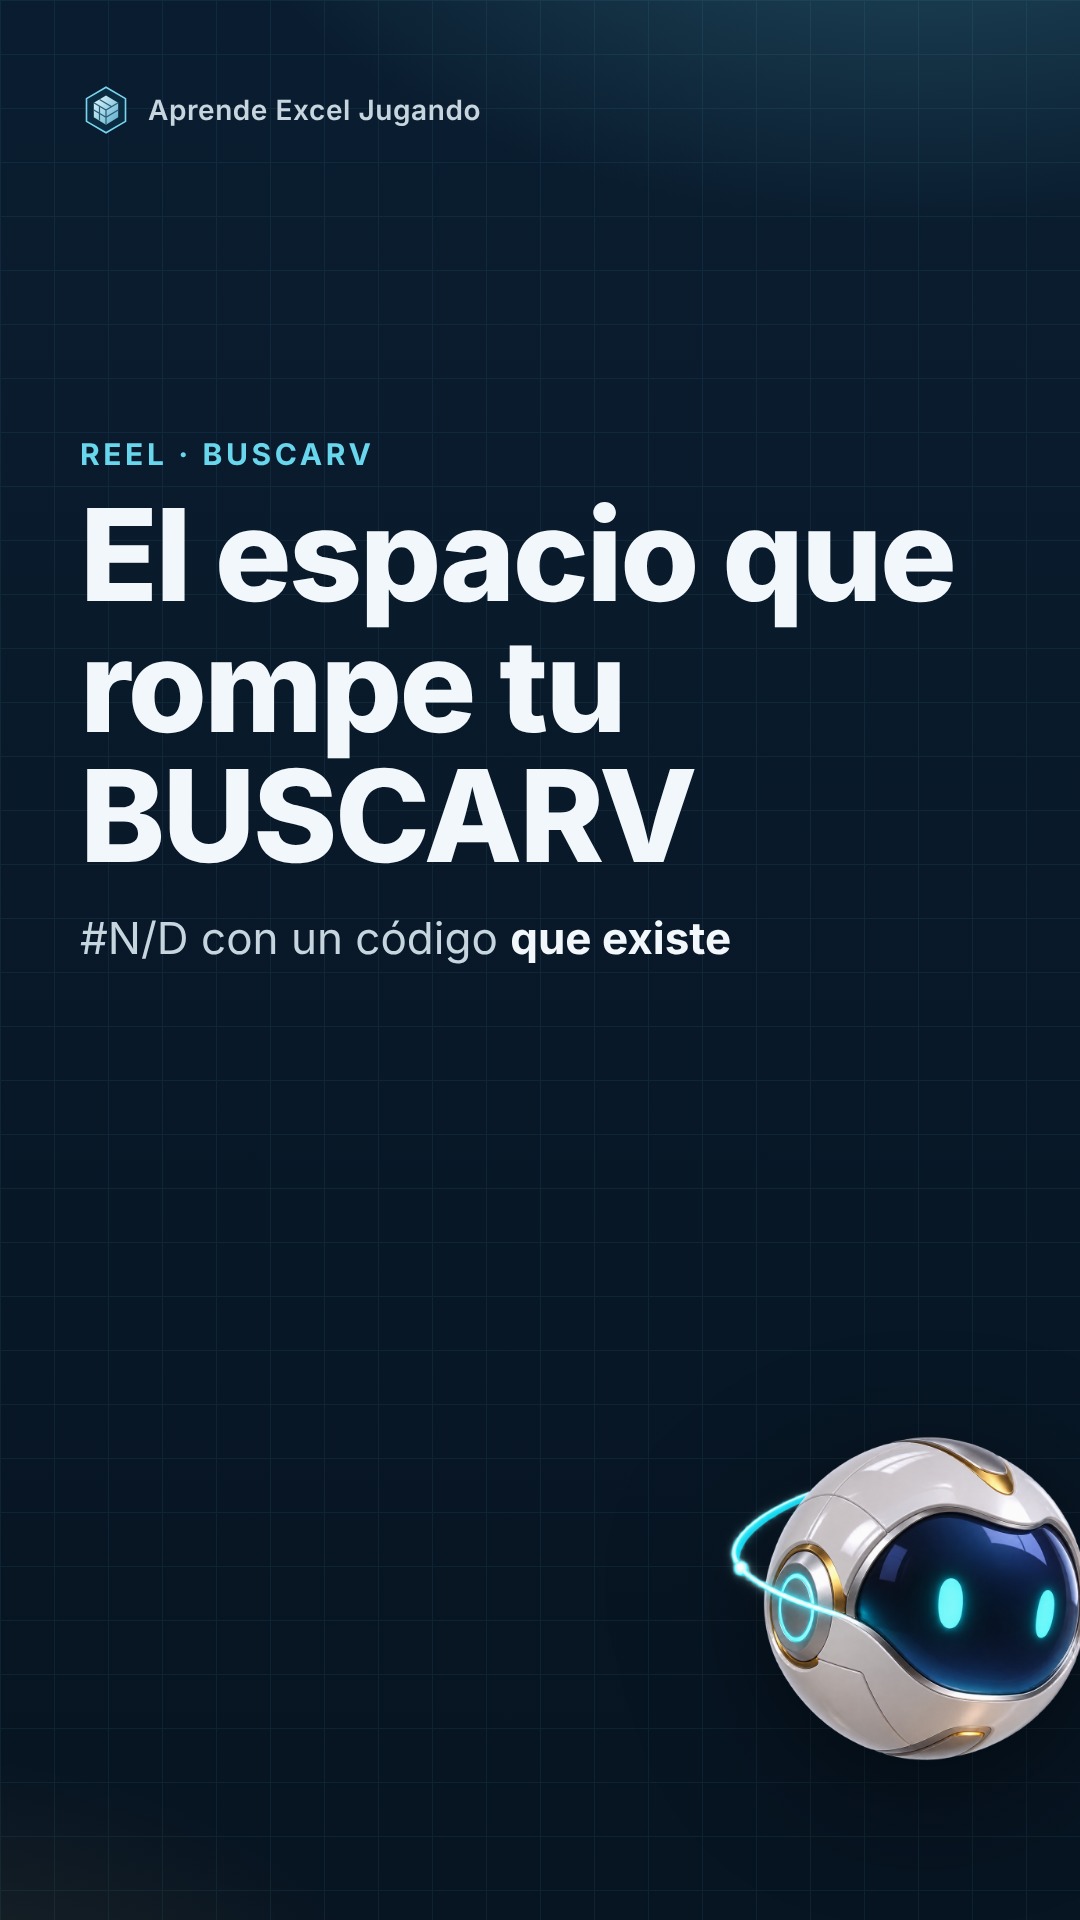 Aprende Excel Jugando
REEL · BUSCARV
El espacio que
rompe tu
BUSCARV
#N/D con un código que existe